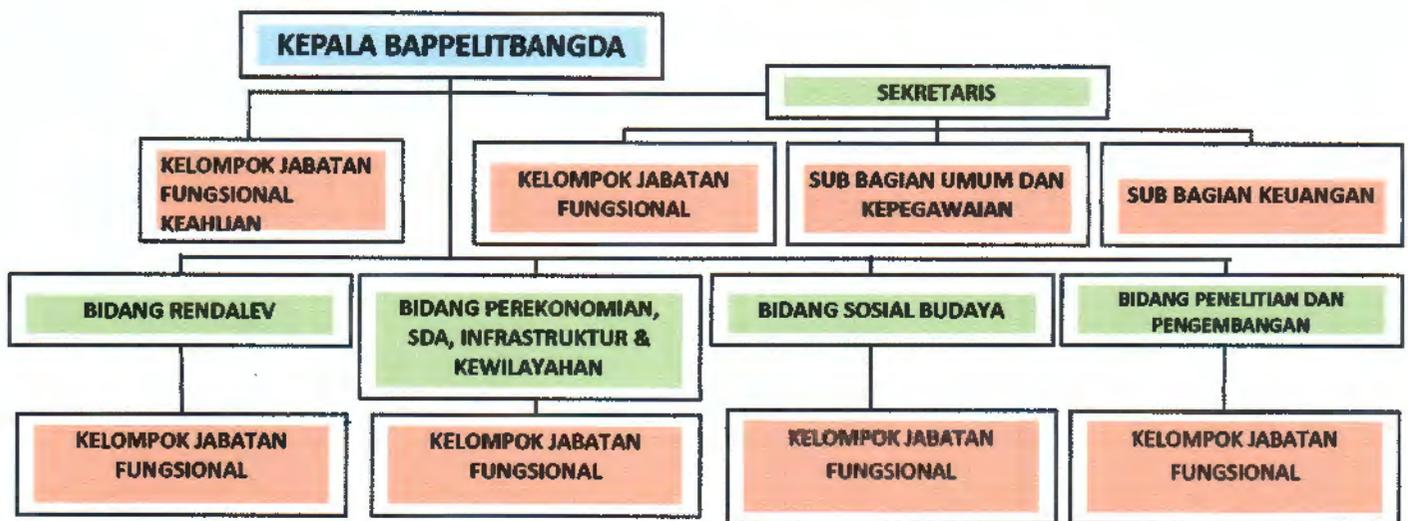 KEPALA BAPPELITBANGDA
SEKRETARIS
KELOMPOK JABATAN
FUNGSIONAL
KEAHLIAN
KELOMPOK JABATAN
FUNGSIONAL
SUB BAGIAN UMUM DAN
KEPEGAWAIAN
SUB BAGIAN KEUANGAN
BIDANG RENDALEV
BIDANG PEREKONOMIAN,
SDA, INFRASTRUKTUR &
KEWILAYAHAN
BIDANG SOSIAL BUDAYA
BIDANG PENELITIAN DAN
PENGEMBANGAN
KELOMPOK JABATAN
FUNGSIONAL
KELOMPOK JABATAN
FUNGSIONAL
KELOMPOK JABATAN
FUNGSIONAL
KELOMPOK JABATAN
FUNGSIONAL